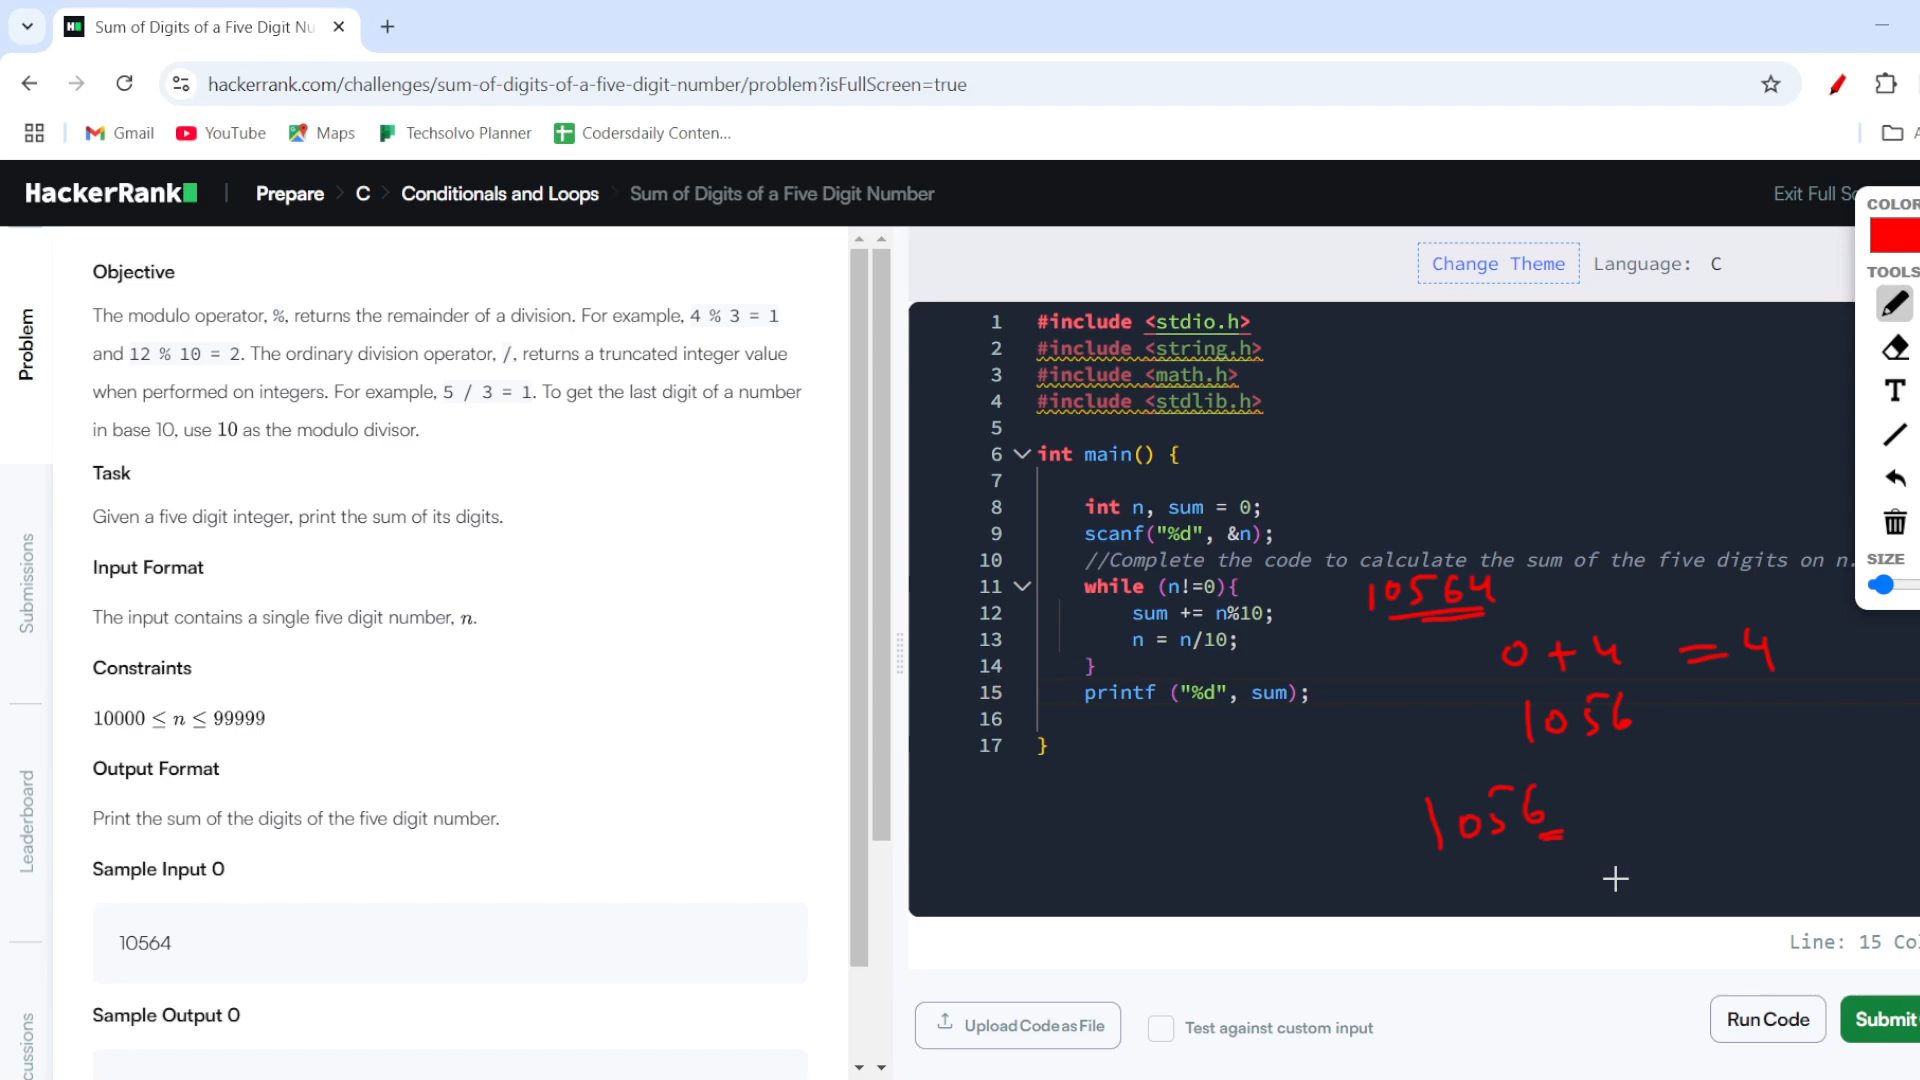 Sum of Digits of a Five Digit Nu
hackerrank.com/challenges/sum-of-digits-of-a-five-digit-number/problem?isFullScreen=true
Gmail YouTube Maps Techsolvo Planner Codersdaily Conten...
HackerRank | Prepare > C > Conditionals and Loops > Sum of Digits of a Five Digit Number
Exit Full Sc
Problem
Submissions
Leaderboard
cussions
Objective
The modulo operator, %, returns the remainder of a division. For example, 4 % 3 = 1
and 12 % 10 = 2. The ordinary division operator, /, returns a truncated integer value
when performed on integers. For example, 5 / 3 = 1. To get the last digit of a number
in base 10, use 10 as the modulo divisor.
Task
Given a five digit integer, print the sum of its digits.
Input Format
The input contains a single five digit number, n.
Constraints
10000 ≤ n ≤ 99999
Output Format
Print the sum of the digits of the five digit number.
Sample Input 0
10564
Sample Output 0
Change Theme Language: C
1 #include <stdio.h>
2 #include <string.h>
3 #include <math.h>
4 #include <stdlib.h>
5
6 int main() {
7
8 int n, sum = 0;
9 scanf("%d", &n);
10 //Complete the code to calculate the sum of the five digits on n.
11 while (n!=0){
12 sum += n%10;
13 n = n/10;
14 }
15 printf ("%d", sum);
16
17 }
10564
0 + 4 = 4
1056
1056
COLOR
TOOLS
T
SIZE
Line: 15 Col
Upload Code as File
Test against custom input
Run Code
Submit